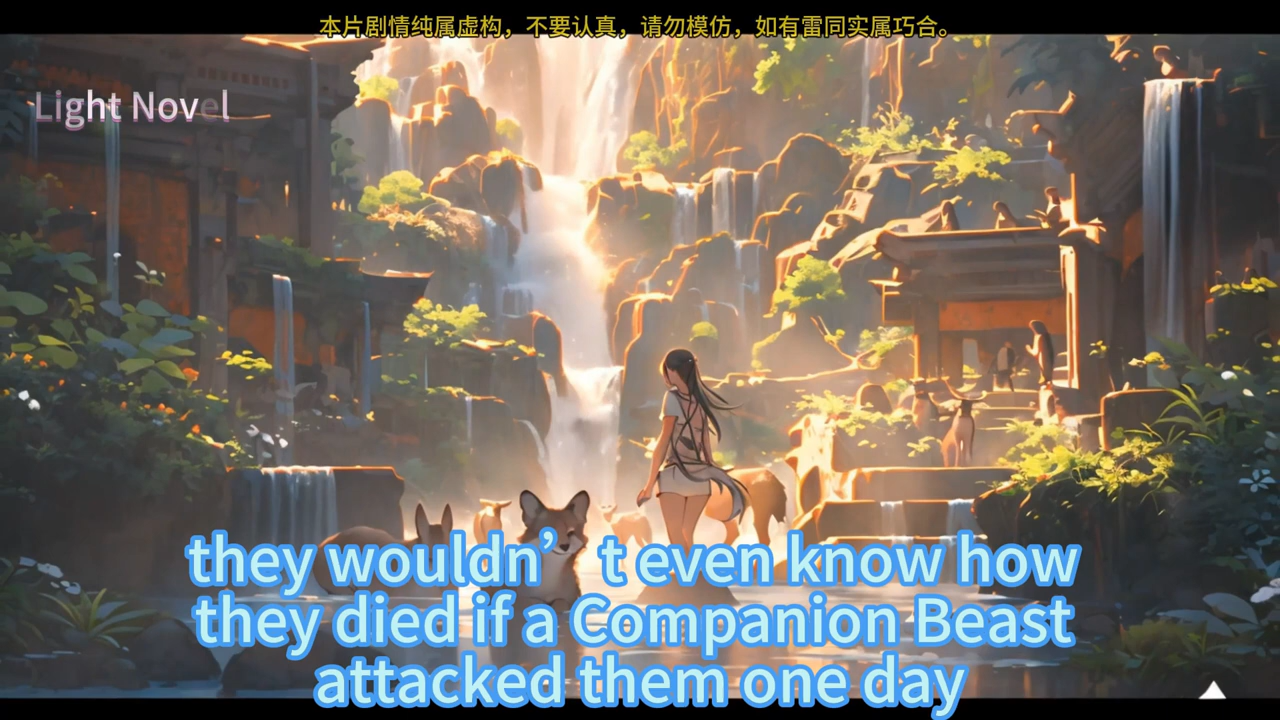 本片剧情纯属虚构，不要认真，请勿模仿，如有雷同实属巧合。
Light Novel
they wouldn’ t even know how
they died if a Companion Beast
attacked them one day